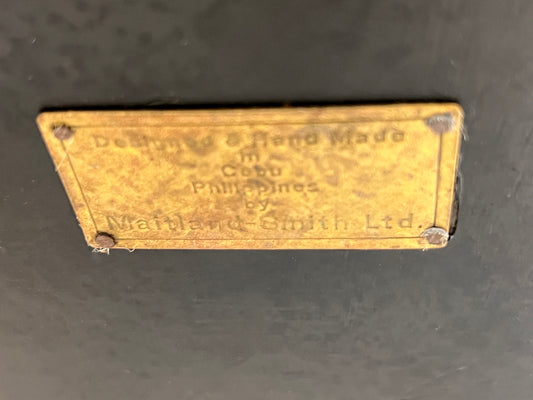 Designed & Hand Made
in
Cebu
Philippines
by
Maitland-Smith Ltd.